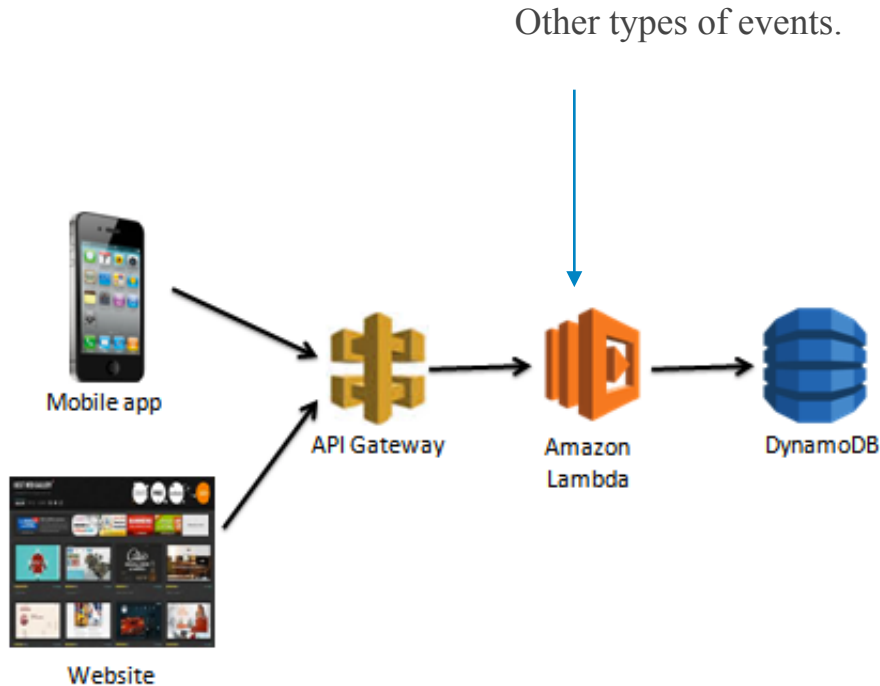 Other types of events.
Mobile app
API Gateway
Amazon
Lambda
DynamoDB
Website